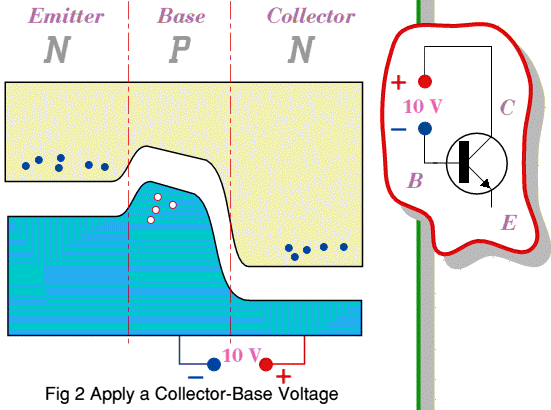 Emitter Base Collector
N P N
+
10 V
−
C
B
E
10 V
− +
Fig 2 Apply a Collector-Base Voltage